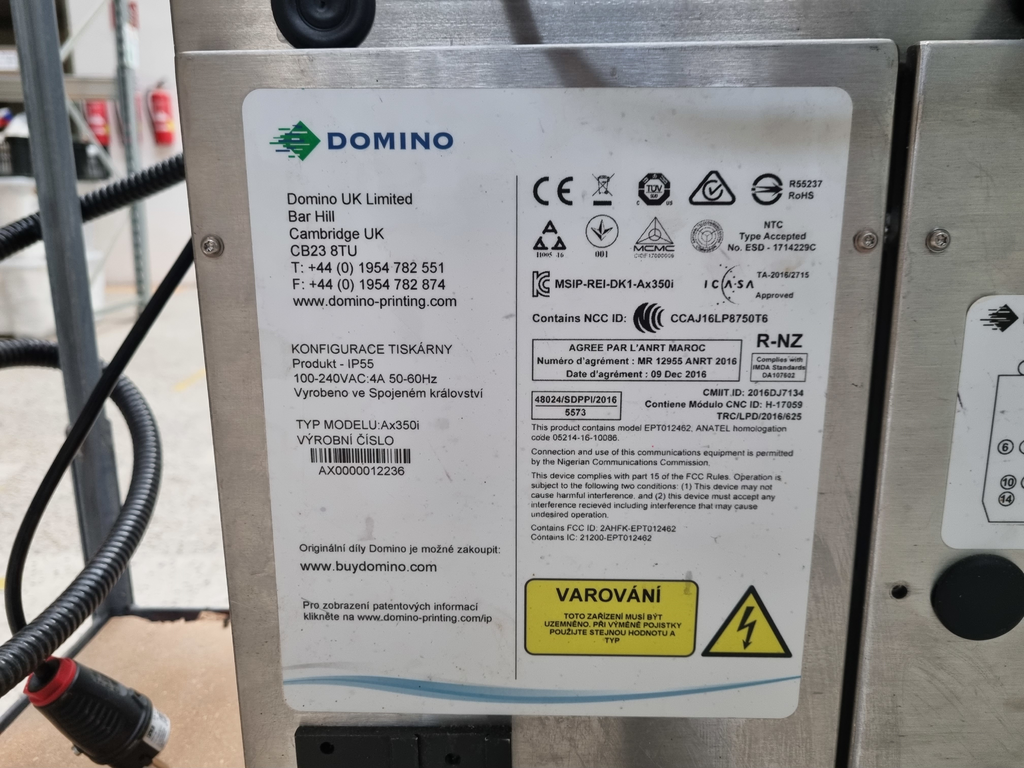 DOMINO
Domino UK Limited
Bar Hill
Cambridge UK
CB23 8TU
T: +44 (0) 1954 782 551
F: +44 (0) 1954 782 874
www.domino-printing.com
KONFIGURACE TISKÁRNY
Produkt - IP55
100-240VAC:4A 50-60Hz
Vyrobeno ve Spojeném království
TYP MODELU:Ax350i
VÝROBNÍ ČÍSLO
AX0000012236
Originální díly Domino je možné zakoupit:
www.buydomino.com
Pro zobrazení patentových informací
klikněte na www.domino-printing.com/ip
CE
TUV
R55237
RoHS
001
MCMC
NTC
Type Accepted
No. ESD - 1714229C
MSIP-REI-DK1-Ax350i
ICASA
TA-2016/2715
Approved
Contains NCC ID:
CCAJ16LP8750T6
AGREE PAR L'ANRT MAROC
Numéro d'agrément : MR 12955 ANRT 2016
Date d'agrément : 09 Dec 2016
R-NZ
Complies with
IMDA Standards
DA107802
48024/SDPPI/2016
5573
CMIIT ID: 2016DJ7134
Contiene Módulo CNC ID: H-17059
TRC/LPD/2016/625
This product contains model EPT012462, ANATEL homologation
code 05214-16-10086.
Connection and use of this communications equipment is permitted
by the Nigerian Communications Commission.
This device complies with part 15 of the FCC Rules. Operation is
subject to the following two conditions: (1) This device may not
cause harmful interference, and (2) this device must accept any
interference recieved including interference that may cause
undesired operation.
Contains FCC ID: 2AHFK-EPT012462
Contains IC: 21200-EPT012462
VAROVÁNÍ
TOTO ZAŘÍZENÍ MUSÍ BÝT
UZEMNĚNO. PŘI VÝMĚNĚ POJISTKY
POUŽIJTE STEJNOU HODNOTU A
TYP
6
10
14